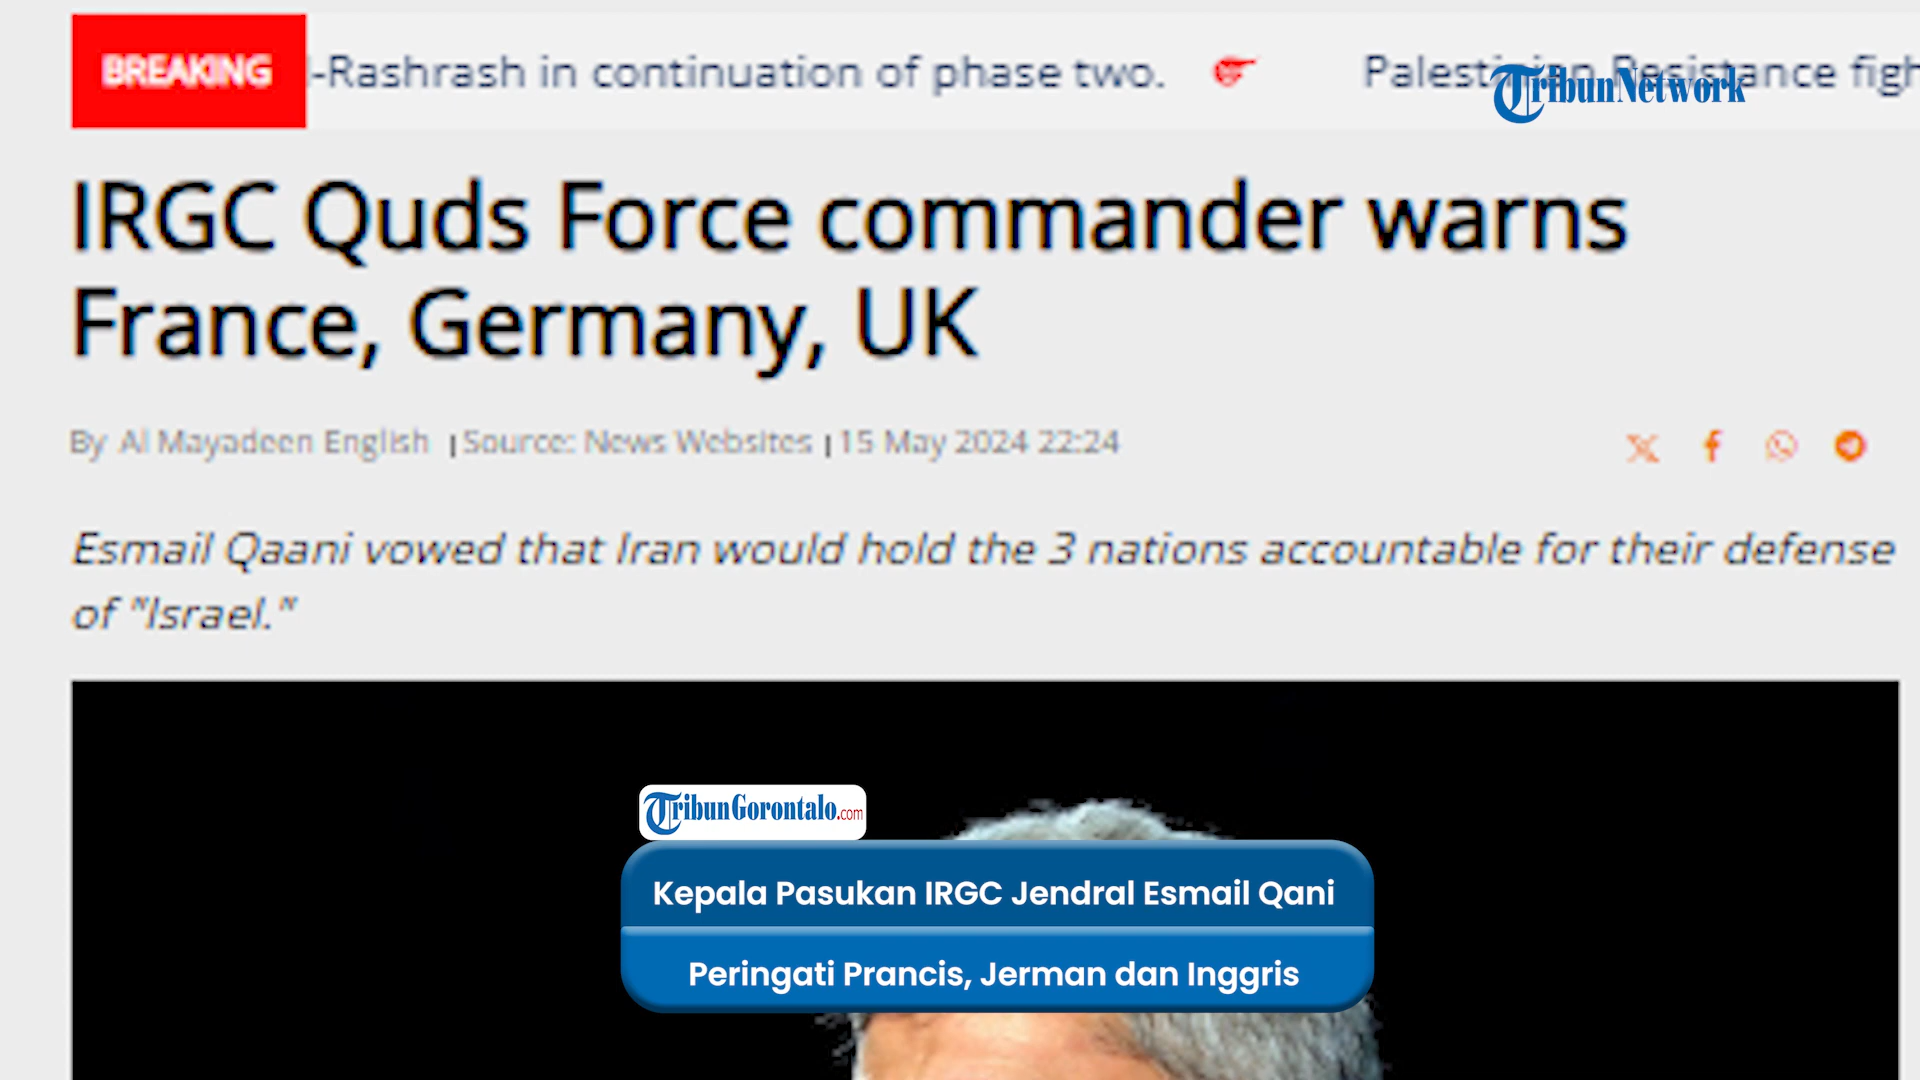 BREAKING -Rashrash in continuation of phase two. Palestinian Resistance figh
TribunNetwork
IRGC Quds Force commander warns
France, Germany, UK
By Al Mayadeen English | Source: News Websites | 15 May 2024 22:24
Esmail Qaani vowed that Iran would hold the 3 nations accountable for their defense
of "Israel."
TribunGorontalo.com
Kepala Pasukan IRGC Jendral Esmail Qani
Peringati Prancis, Jerman dan Inggris